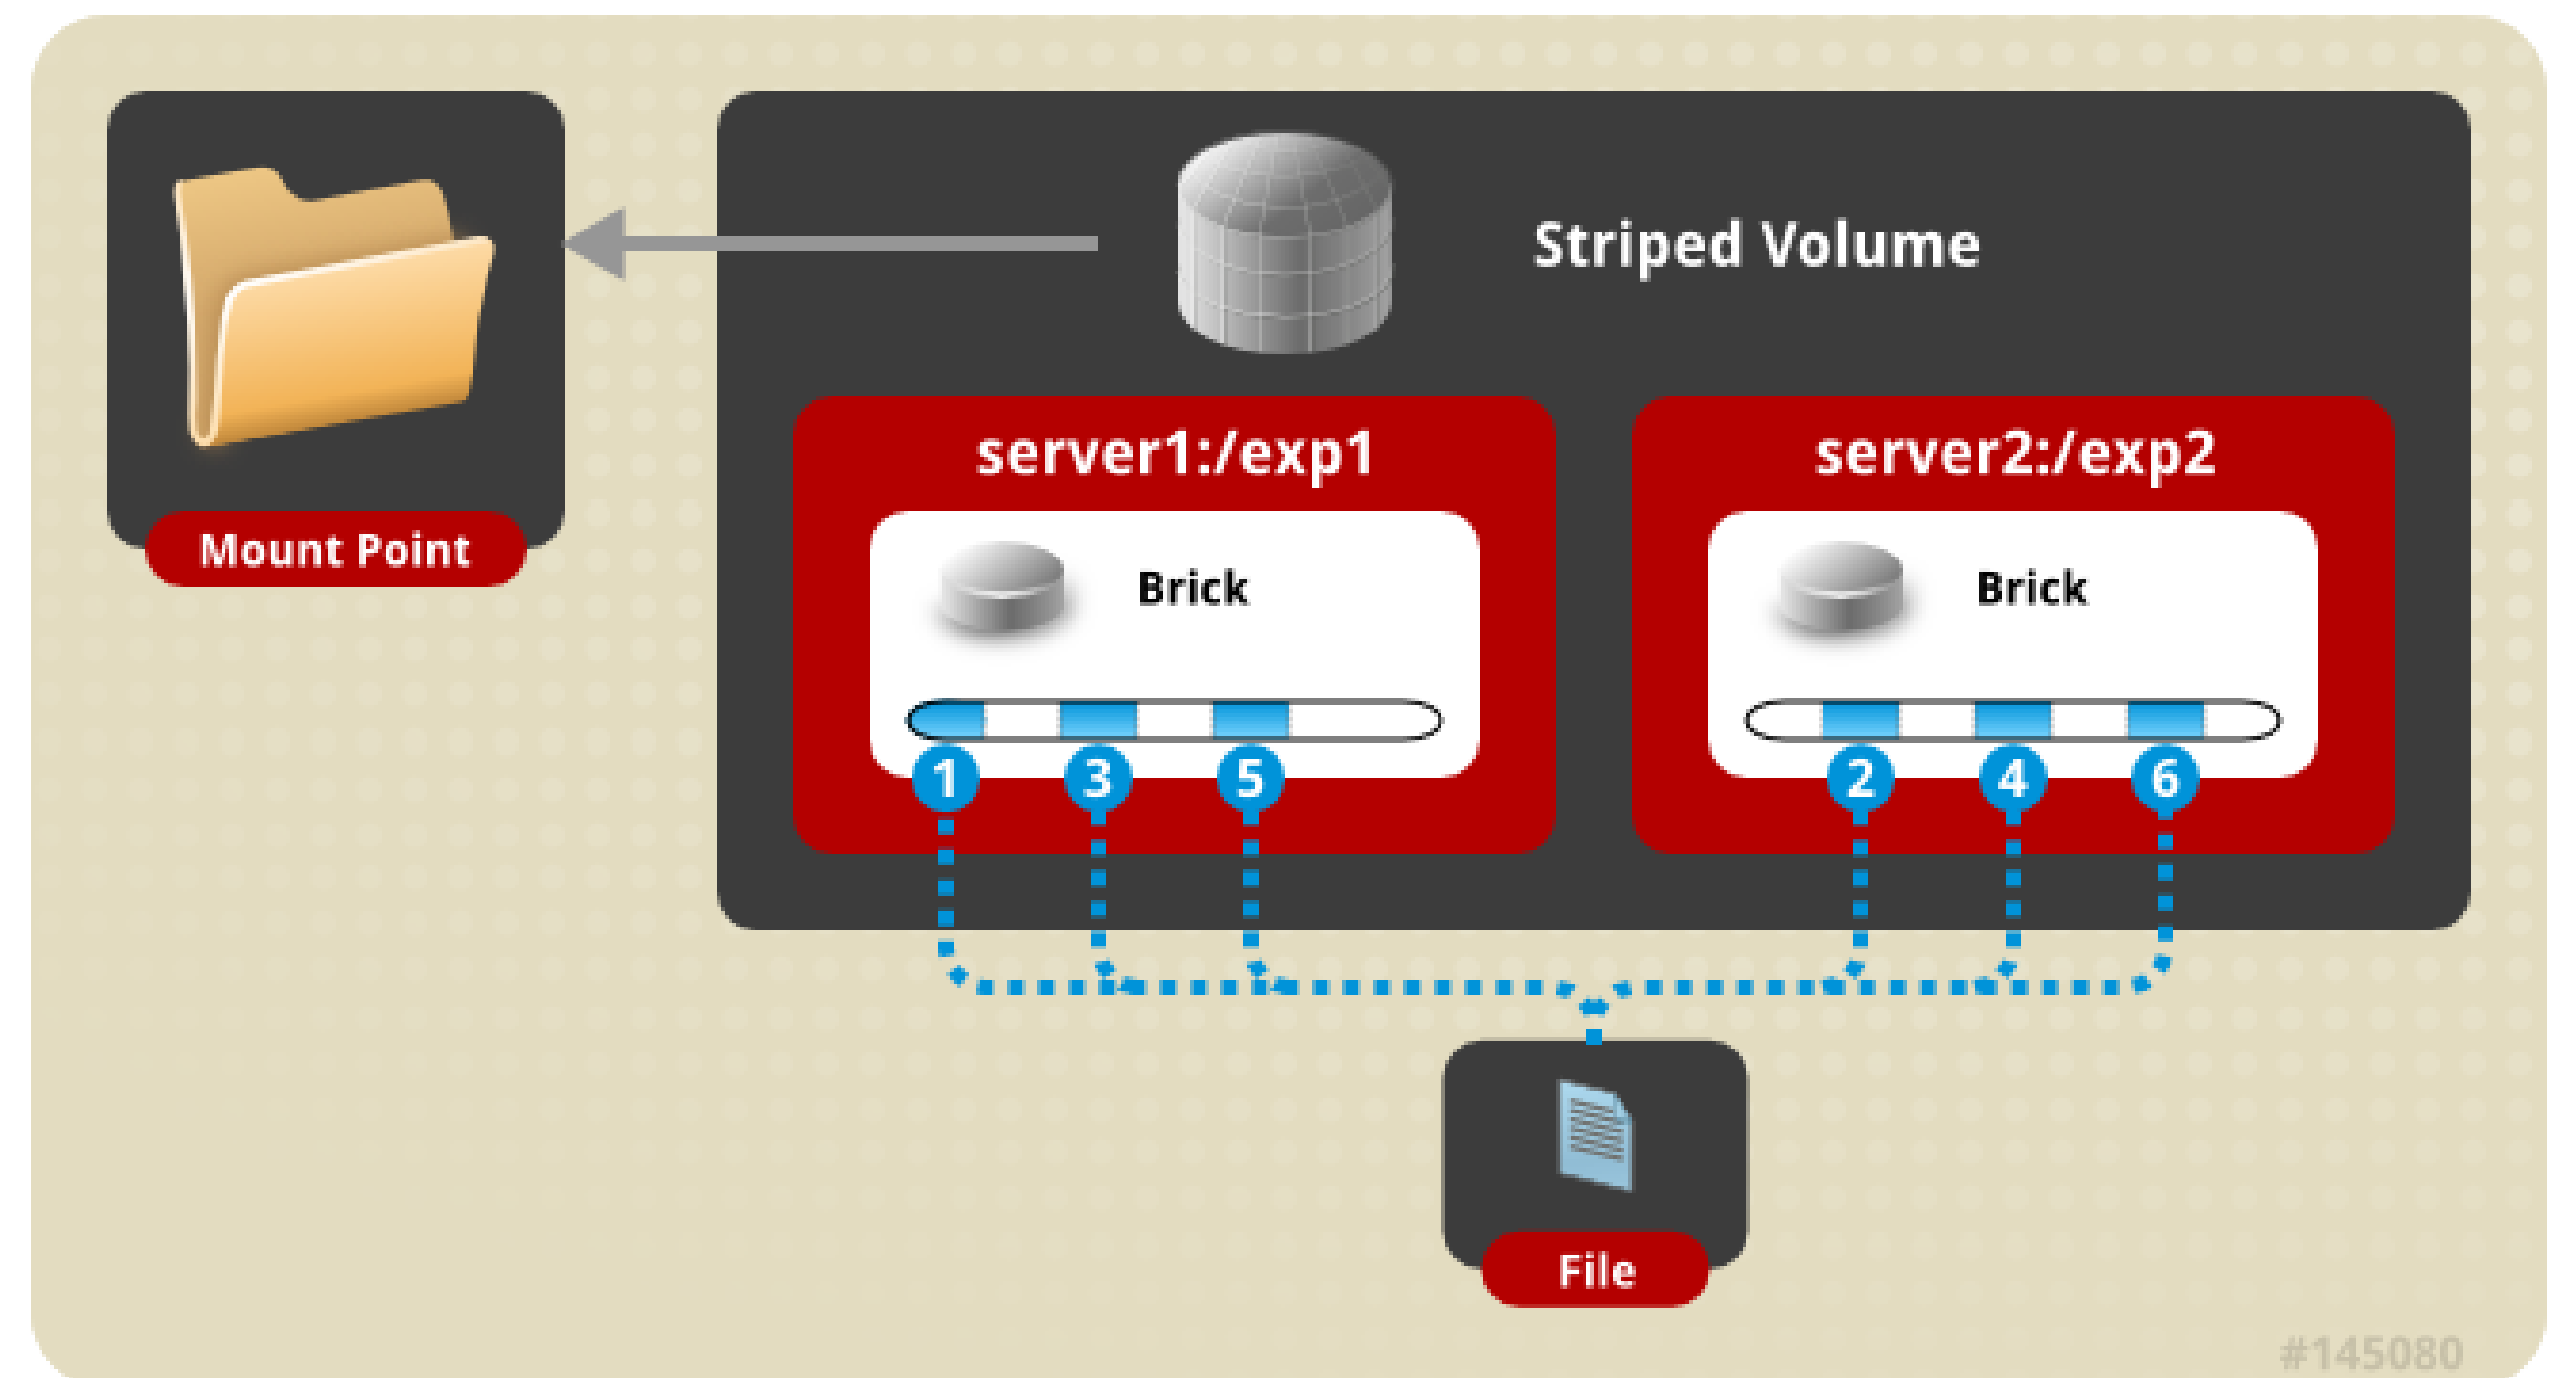 Striped Volume
Mount Point
server1:/exp1
server2:/exp2
Brick
Brick
1
3
5
2
4
6
File
#145080